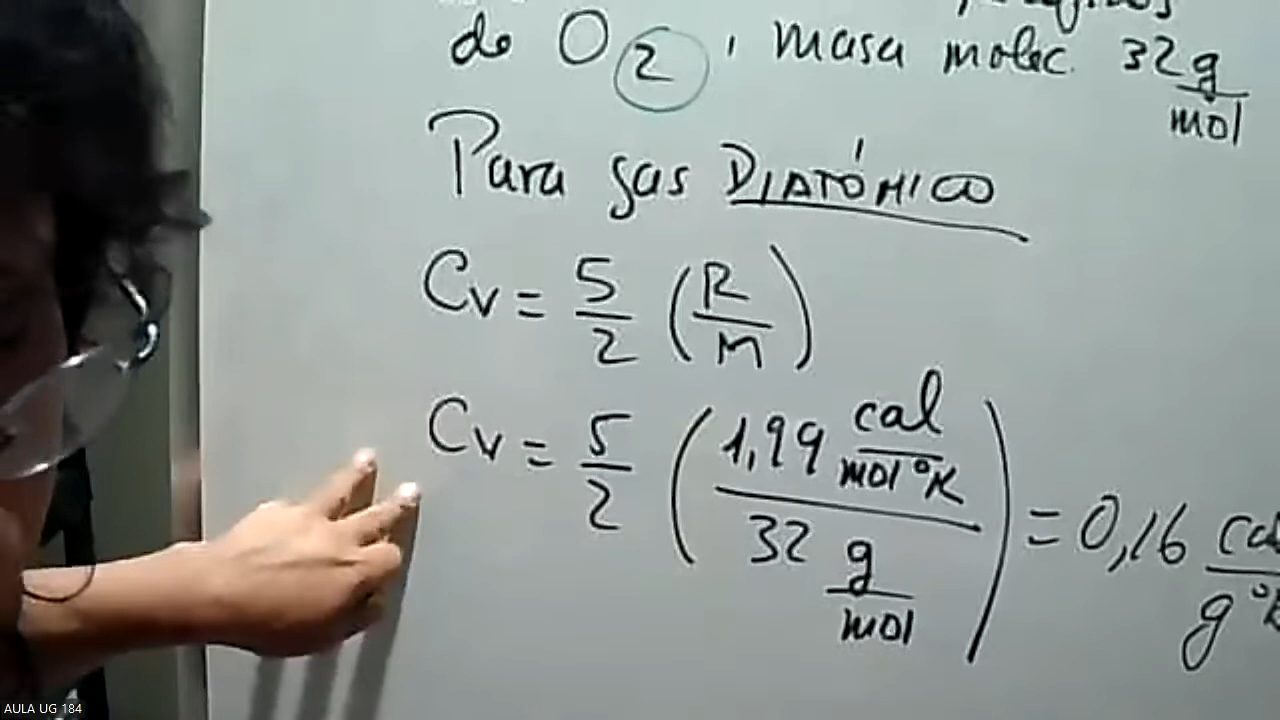 de O2, masa molec. 32 g/mol
Para gas DIATÓMICO
Cv = 5/2 (R/M)
Cv = 5/2 (1,99 cal/mol °K / 32 g/mol) = 0,16 cal/g °K
AULA UG 184